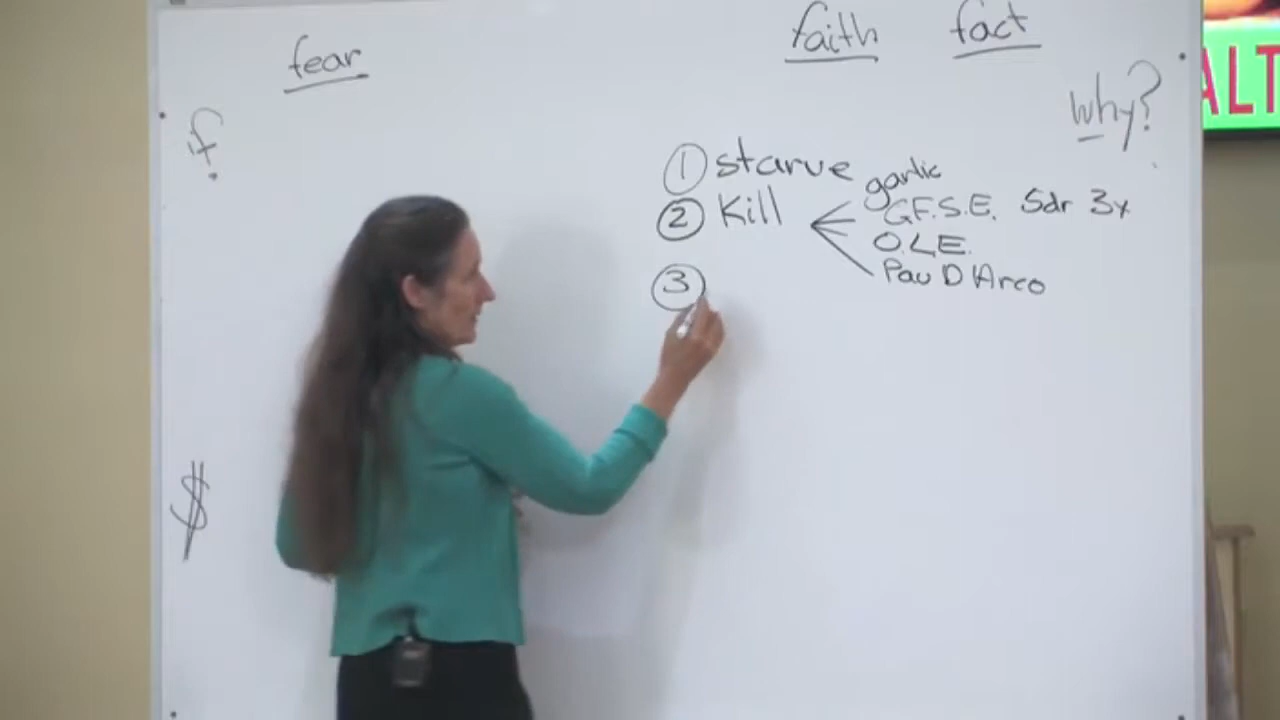 fear faith fact
if why?
① starve
② Kill
garlic
G.F.S.E. 5dr 3x
O.L.E.
Pau D'Arco
③
$
ALT